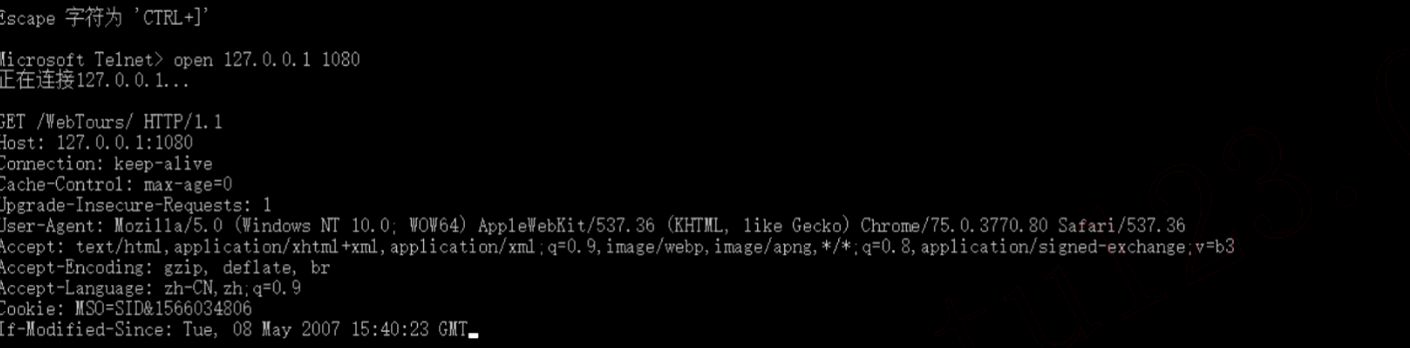 Escape 字符为 'CTRL+]'
Microsoft Telnet> open 127.0.0.1 1080
正在连接127.0.0.1...
GET /WebTours/ HTTP/1.1
Host: 127.0.0.1:1080
Connection: keep-alive
Cache-Control: max-age=0
Upgrade-Insecure-Requests: 1
User-Agent: Mozilla/5.0 (Windows NT 10.0; WOW64) AppleWebKit/537.36 (KHTML, like Gecko) Chrome/75.0.3770.80 Safari/537.36
Accept: text/html,application/xhtml+xml,application/xml;q=0.9,image/webp,image/apng,*/*;q=0.8,application/signed-exchange;v=b3
Accept-Encoding: gzip, deflate, br
Accept-Language: zh-CN,zh;q=0.9
Cookie: MSO=SID&1566034806
If-Modified-Since: Tue, 08 May 2007 15:40:23 GMT